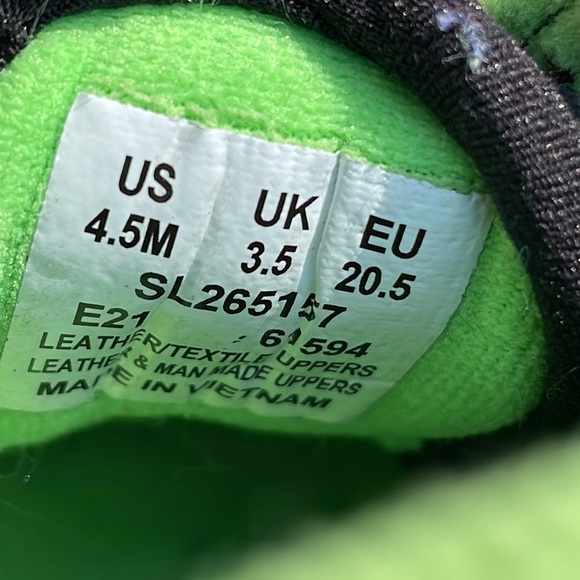 US UK EU
4.5M 3.5 20.5
SL265157
E21 61594
LEATHER/TEXTILE UPPERS
LEATHER & MAN MADE UPPERS
MADE IN VIETNAM